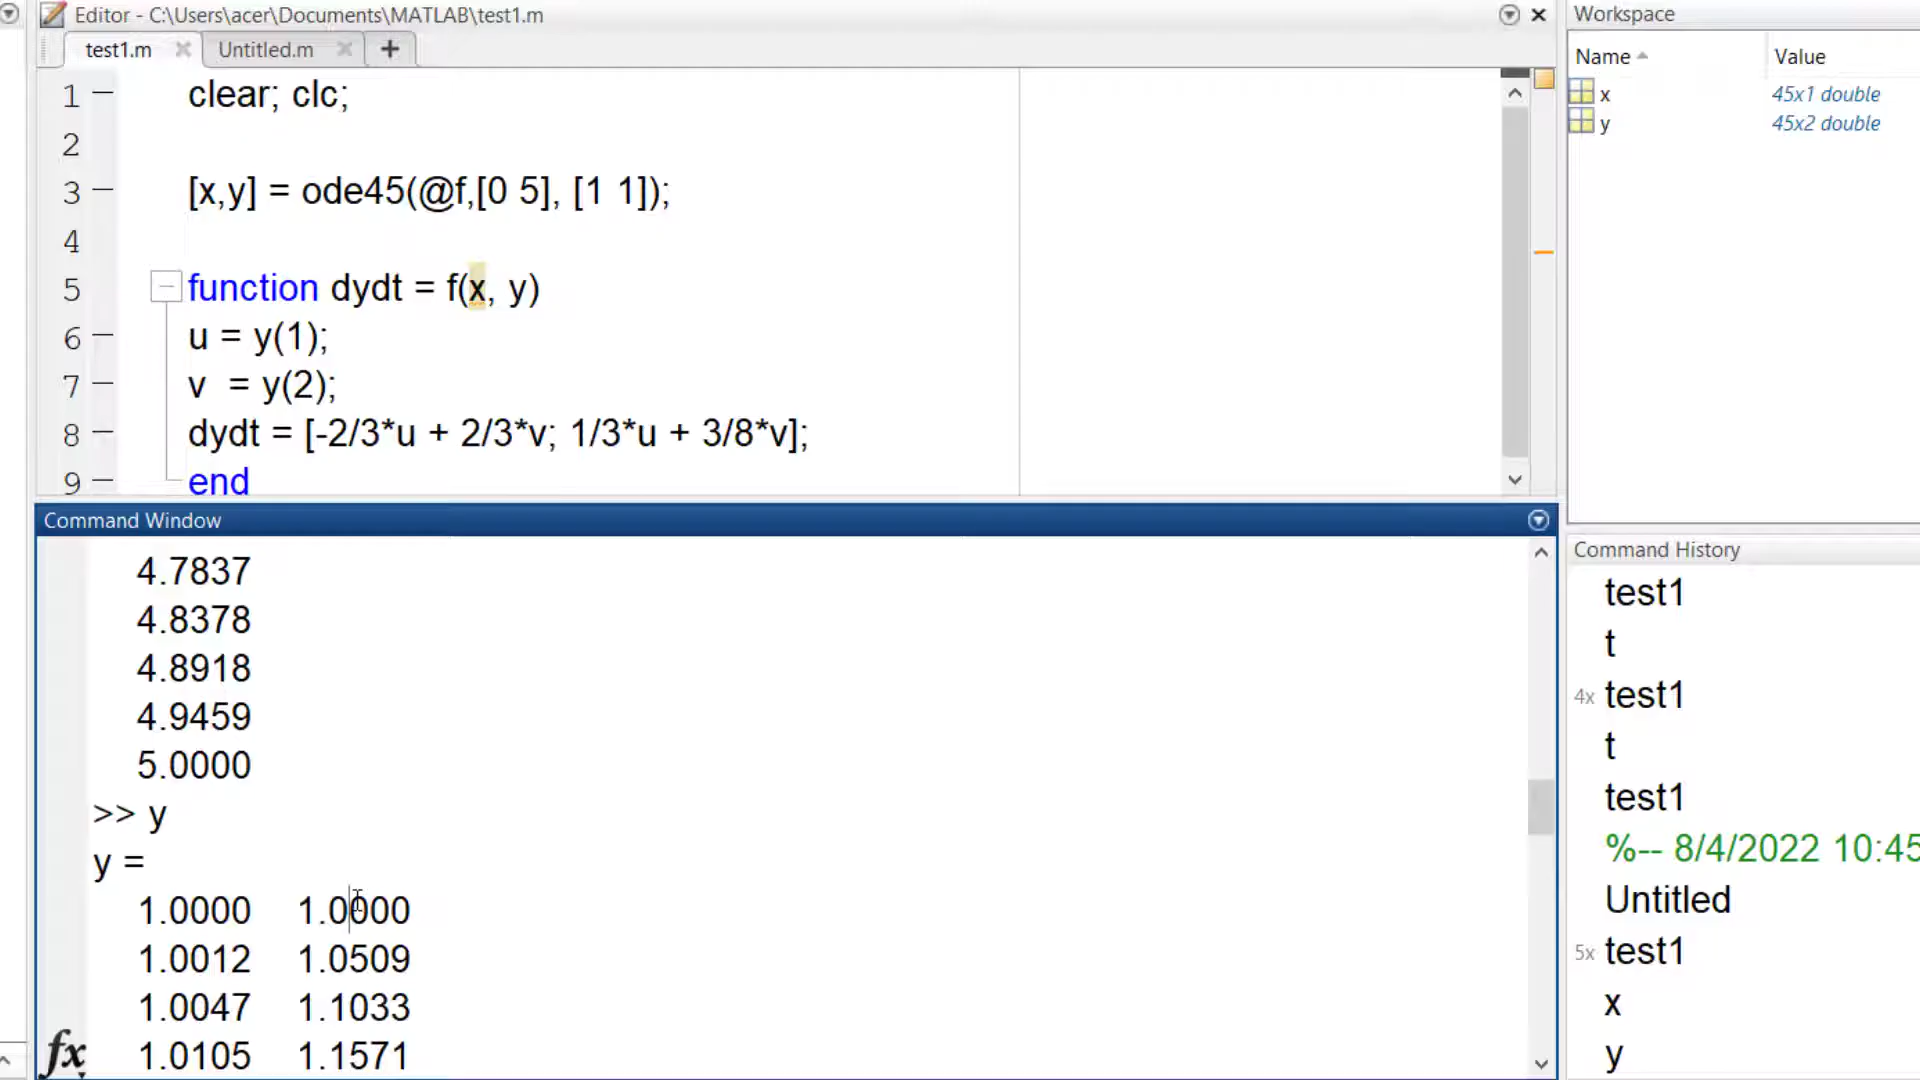 Editor - C:\Users\acer\Documents\MATLAB\test1.m
test1.m Untitled.m +
1 clear; clc;
2
3 [x,y] = ode45(@f,[0 5], [1 1]);
4
5 function dydt = f(x, y)
6 u = y(1);
7 v  = y(2);
8 dydt = [-2/3*u + 2/3*v; 1/3*u + 3/8*v];
9 end
Command Window
4.7837
4.8378
4.8918
4.9459
5.0000
>> y
y =
1.0000 1.0000
1.0012 1.0509
1.0047 1.1033
fx 1.0105 1.1571
Workspace
Name Value
x 45x1 double
y 45x2 double
Command History
test1
t
4x test1
t
test1
%-- 8/4/2022 10:45
Untitled
5x test1
x
y